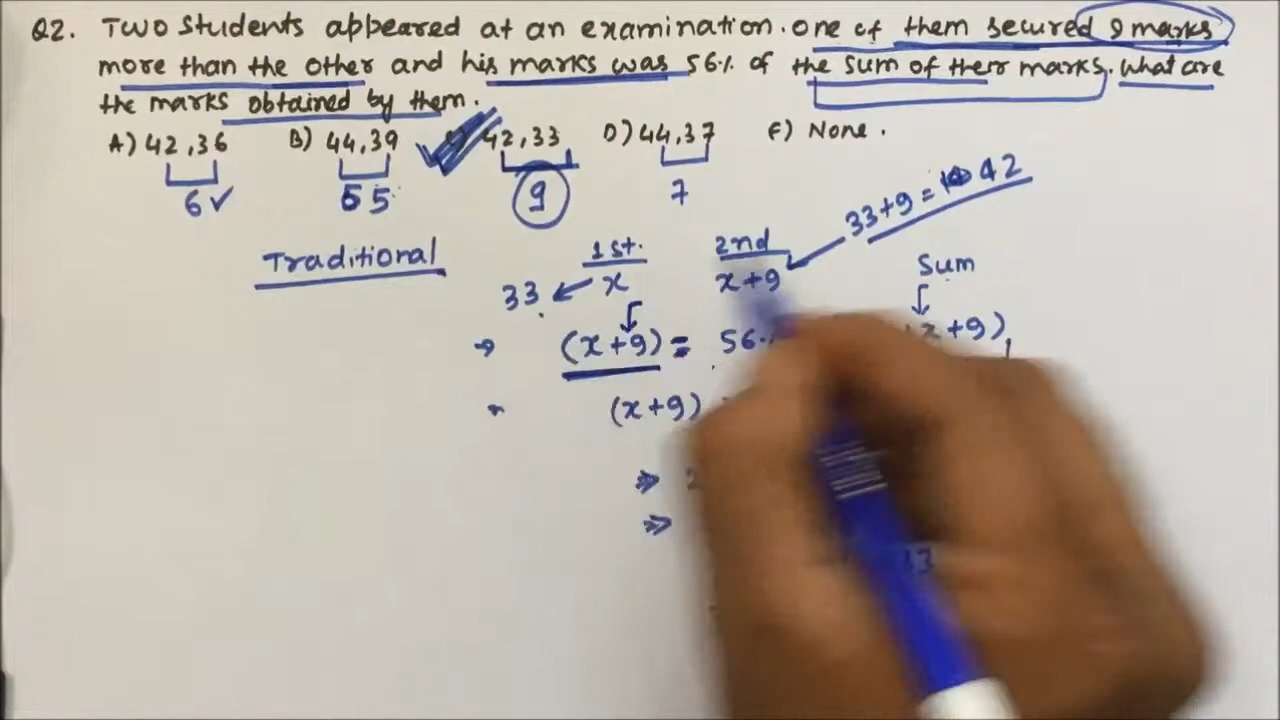 Q2. Two students appeared at an examination. One of them secured 9 marks
more than the other and his marks was 56% of the sum of their marks. What are
the marks obtained by them.
A) 42,36 B) 44,39 42,33 D) 44,37 E) None.
6 ✓ 5 5 9 7
33+9 = 42
Traditional 1st. 2nd Sum
33 ← x x+9
⇒ (x+9) = 56% +9)
(x+9)
⇒
⇒